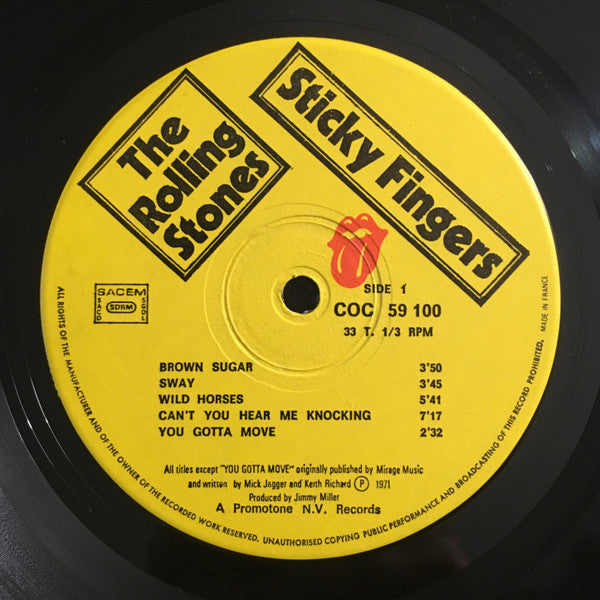 The
Rolling
Stones
Sticky Fingers
SACEM
SACD
SDRM
SGDL
SIDE 1
COC 59 100
33 T. 1/3 RPM
BROWN SUGAR 3'50
SWAY 3'45
WILD HORSES 5'41
CAN'T YOU HEAR ME KNOCKING 7'17
YOU GOTTA MOVE 2'32
All titles except "YOU GOTTA MOVE" originally published by Mirage Music
and written by Mick Jagger and Keith Richard Ⓟ 1971
Produced by Jimmy Miller
A Promotone N.V. Records
ALL RIGHTS OF THE MANUFACTURER AND OF THE OWNER OF THE RECORDED WORK RESERVED. UNAUTHORISED COPYING PUBLIC PERFORMANCE AND BROADCASTING OF THIS RECORD PROHIBITED. MADE IN FRANCE